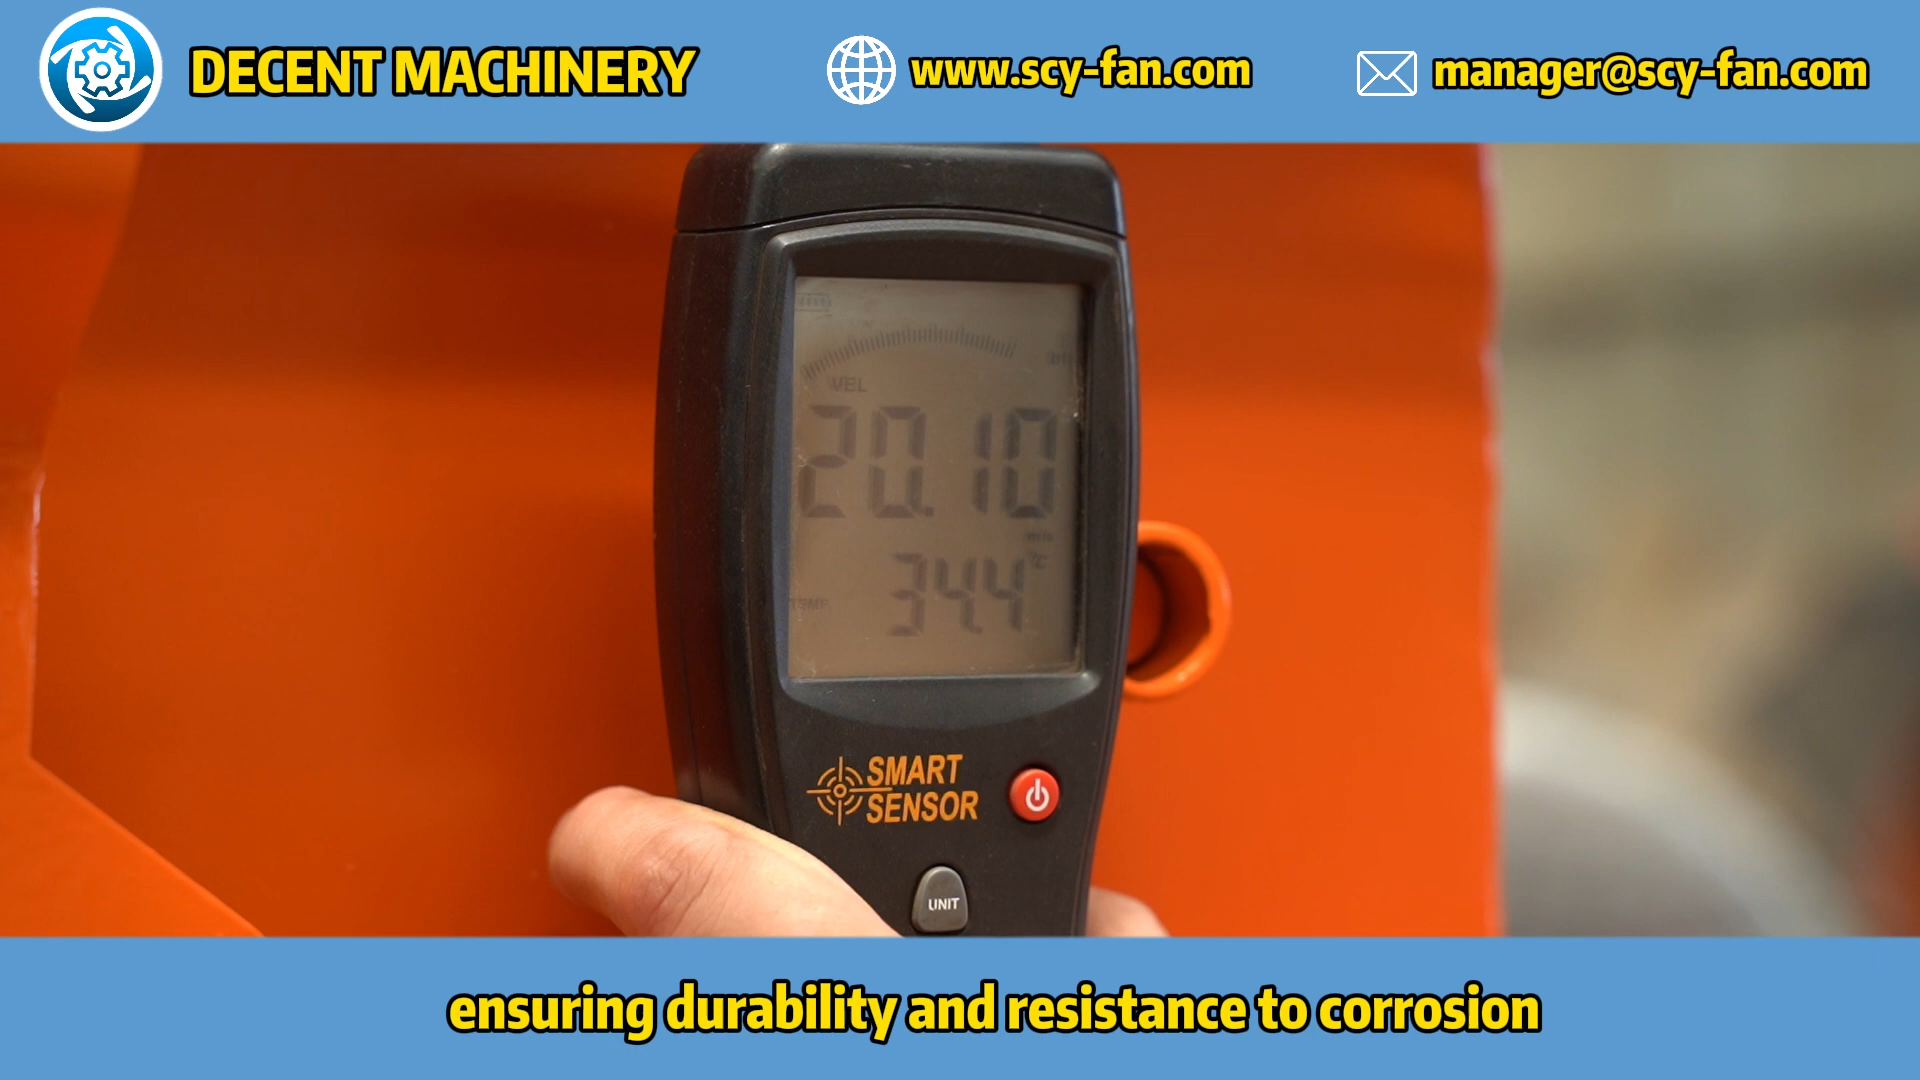 DECENT MACHINERY
www.scy-fan.com
manager@scy-fan.com
VEL
20.10
34.4
°C
TEMP
SMART
SENSOR
UNIT
ensuring durability and resistance to corrosion